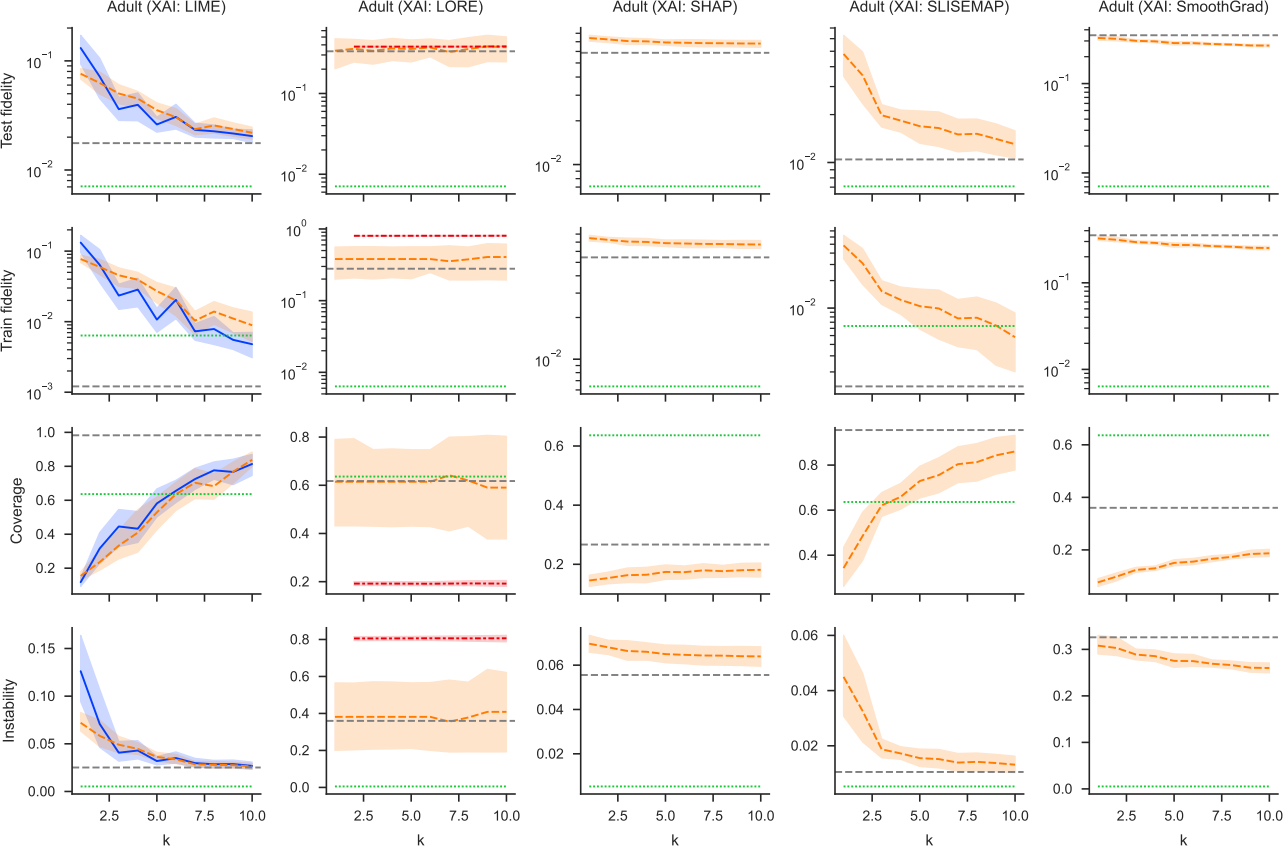 Adult (XAI: LIME) Adult (XAI: LORE) Adult (XAI: SHAP) Adult (XAI: SLISEMAP) Adult (XAI: SmoothGrad)
Test fidelity
10⁻¹ 10⁻²
10⁻¹ 10⁻²
10⁻²
10⁻²
10⁻¹ 10⁻²
Train fidelity
10⁻¹ 10⁻² 10⁻³
10⁰ 10⁻¹ 10⁻²
10⁻²
10⁻²
10⁻¹ 10⁻²
Coverage
1.0 0.8 0.6 0.4 0.2
0.8 0.6 0.4 0.2
0.6 0.4 0.2
0.8 0.6 0.4
0.6 0.4 0.2
Instability
0.15 0.10 0.05 0.00
0.8 0.6 0.4 0.2 0.0
0.06 0.04 0.02
0.06 0.04 0.02
0.3 0.2 0.1 0.0
2.5 5.0 7.5 10.0 2.5 5.0 7.5 10.0 2.5 5.0 7.5 10.0 2.5 5.0 7.5 10.0 2.5 5.0 7.5 10.0
k k k k k